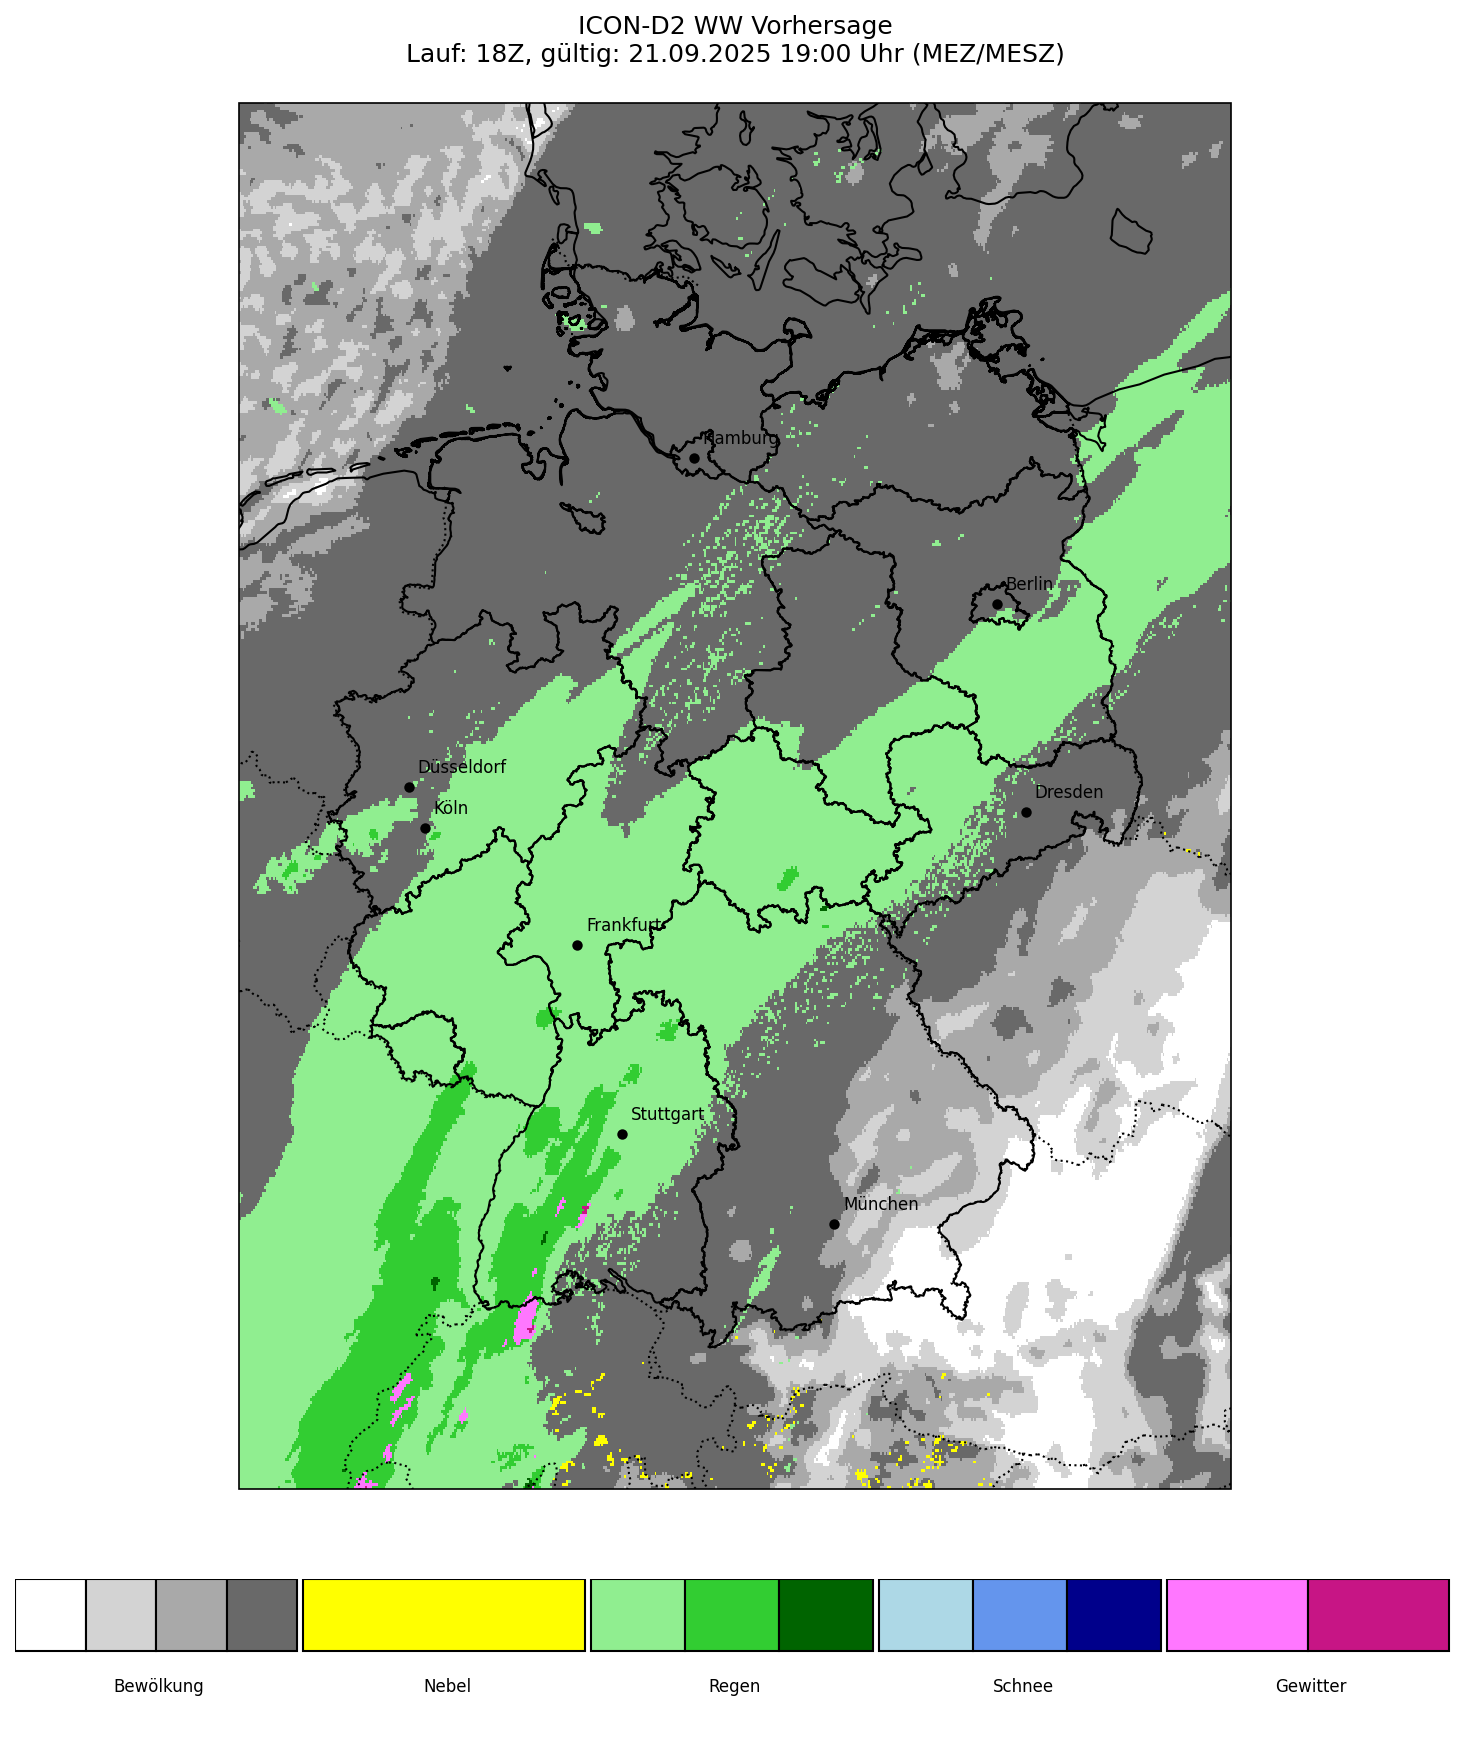 ICON-D2 WW Vorhersage
Lauf: 18Z, gültig: 21.09.2025 19:00 Uhr (MEZ/MESZ)
Hamburg
Berlin
Düsseldorf
Köln
Dresden
Frankfurt
Stuttgart
München
Bewölkung
Nebel
Regen
Schnee
Gewitter